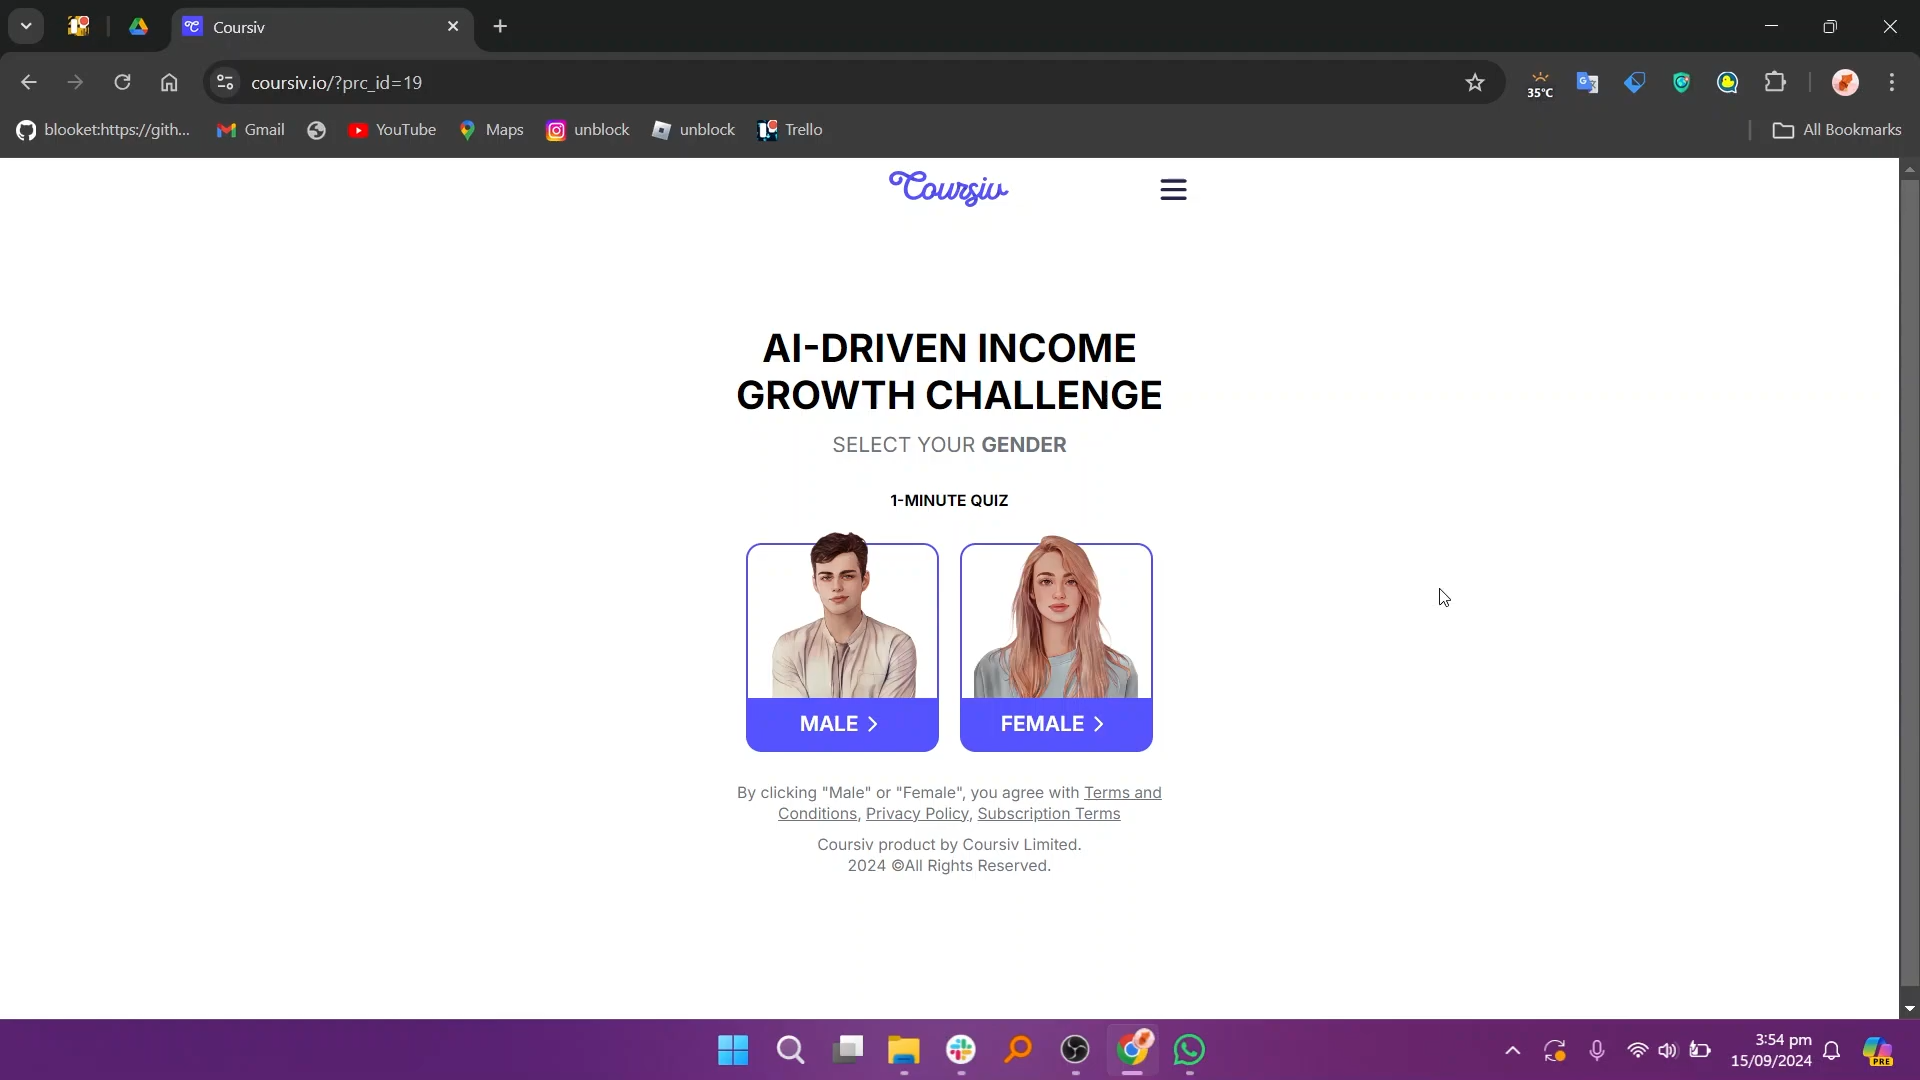 Coursiv
coursiv.io/?prc_id=19
35°C
blooket:https://gith...
Gmail
YouTube
Maps
unblock
unblock
Trello
All Bookmarks
Coursiv
AI-DRIVEN INCOME
GROWTH CHALLENGE
SELECT YOUR GENDER
1-MINUTE QUIZ
MALE
FEMALE
By clicking "Male" or "Female", you agree with Terms and
Conditions, Privacy Policy, Subscription Terms
Coursiv product by Coursiv Limited.
2024 ©All Rights Reserved.
3:54 pm
15/09/2024
PRE